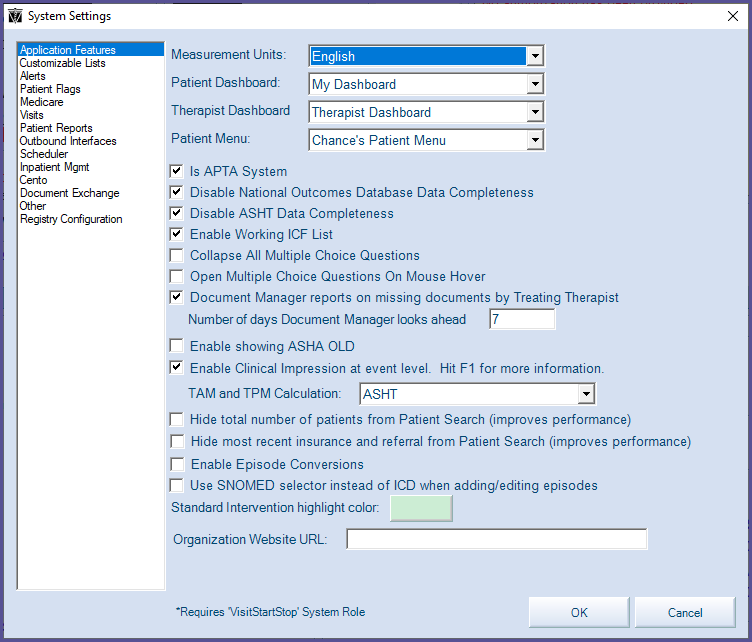 System Settings
Application Features
Customizable Lists
Alerts
Patient Flags
Medicare
Visits
Patient Reports
Outbound Interfaces
Scheduler
Inpatient Mgmt
Cento
Document Exchange
Other
Registry Configuration
Measurement Units: English
Patient Dashboard: My Dashboard
Therapist Dashboard Therapist Dashboard
Patient Menu: Chance's Patient Menu
Is APTA System
Disable National Outcomes Database Data Completeness
Disable ASHT Data Completeness
Enable Working ICF List
Collapse All Multiple Choice Questions
Open Multiple Choice Questions On Mouse Hover
Document Manager reports on missing documents by Treating Therapist
Number of days Document Manager looks ahead 7
Enable showing ASHA OLD
Enable Clinical Impression at event level. Hit F1 for more information.
TAM and TPM Calculation: ASHT
Hide total number of patients from Patient Search (improves performance)
Hide most recent insurance and referral from Patient Search (improves performance)
Enable Episode Conversions
Use SNOMED selector instead of ICD when adding/editing episodes
Standard Intervention highlight color:
Organization Website URL:
*Requires 'VisitStartStop' System Role
OK Cancel